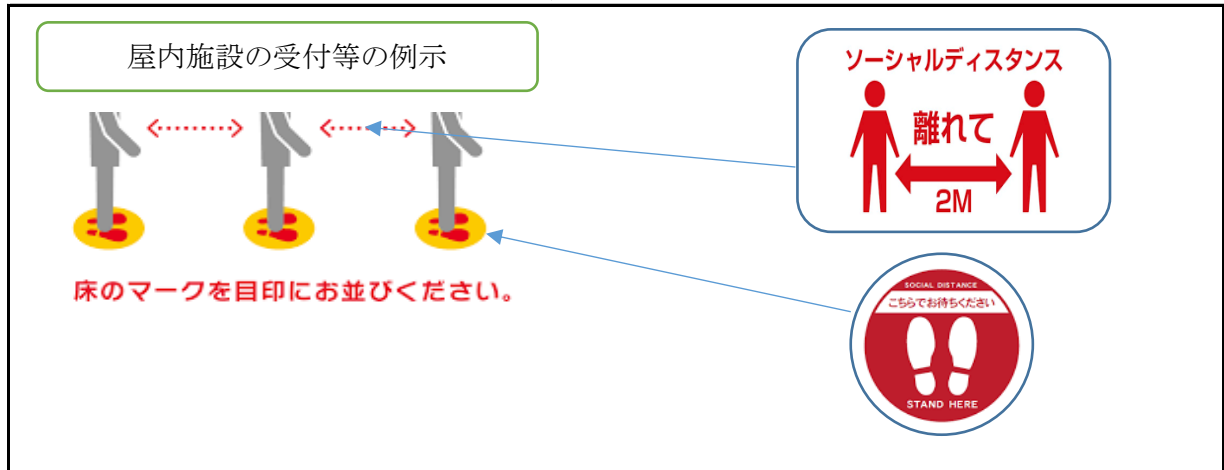 屋内施設の受付等の例示
ソーシャルディスタンス
離れて
2M
床のマークを目印にお並びください。
SOCIAL DISTANCE
こちらでお待ちください
STAND HERE